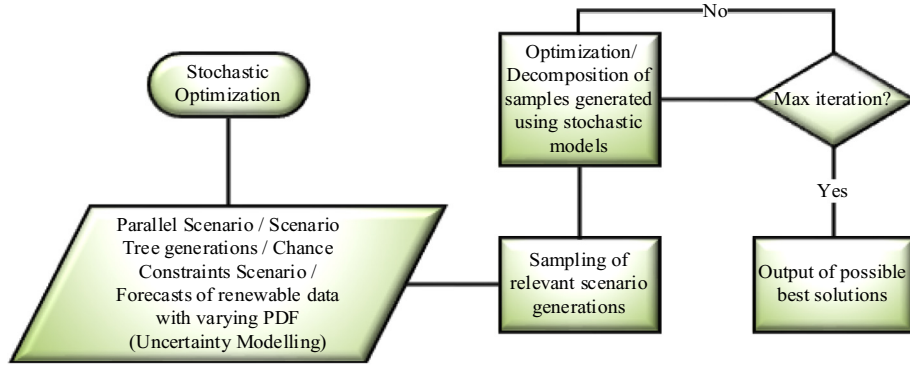 Stochastic
Optimization
Parallel Scenario / Scenario
Tree generations / Chance
Constraints Scenario /
Forecasts of renewable data
with varying PDF
(Uncertainty Modelling)
Sampling of
relevant scenario
generations
Optimization/
Decomposition of
samples generated
using stochastic
models
No
Max iteration?
Yes
Output of possible
best solutions